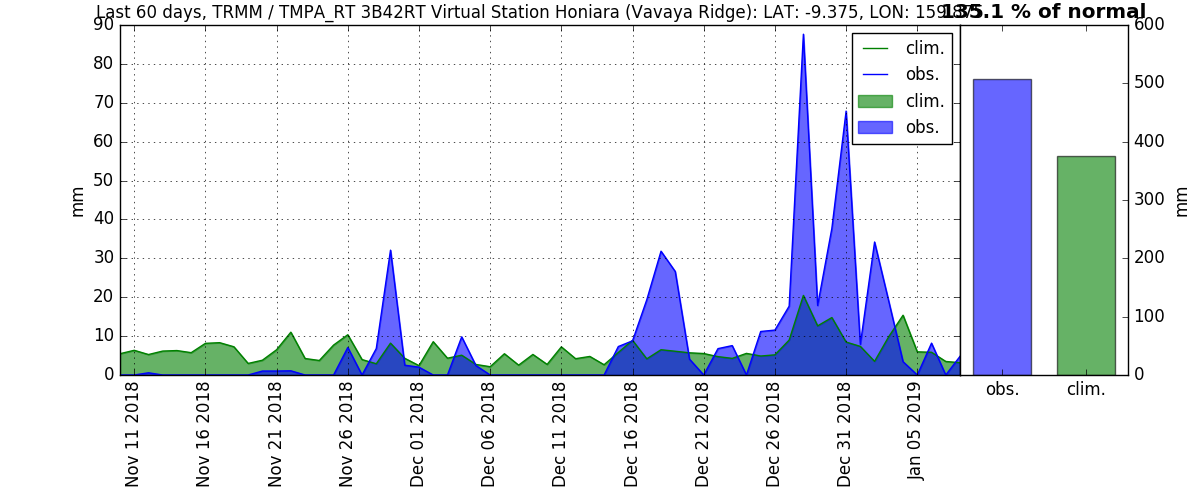 Last 60 days, TRMM / TMPA_RT 3B42RT Virtual Station Honiara (Vavaya Ridge): LAT: -9.375, LON:
135.1 % of normal
90
80
70
60
50
40
30
20
10
0
mm
clim.
obs.
clim.
obs.
600
500
400
300
200
100
0
mm
Nov 11 2018
Nov 16 2018
Nov 21 2018
Nov 26 2018
Dec 01 2018
Dec 06 2018
Dec 11 2018
Dec 16 2018
Dec 21 2018
Dec 26 2018
Dec 31 2018
Jan 05 2019
obs.
clim.